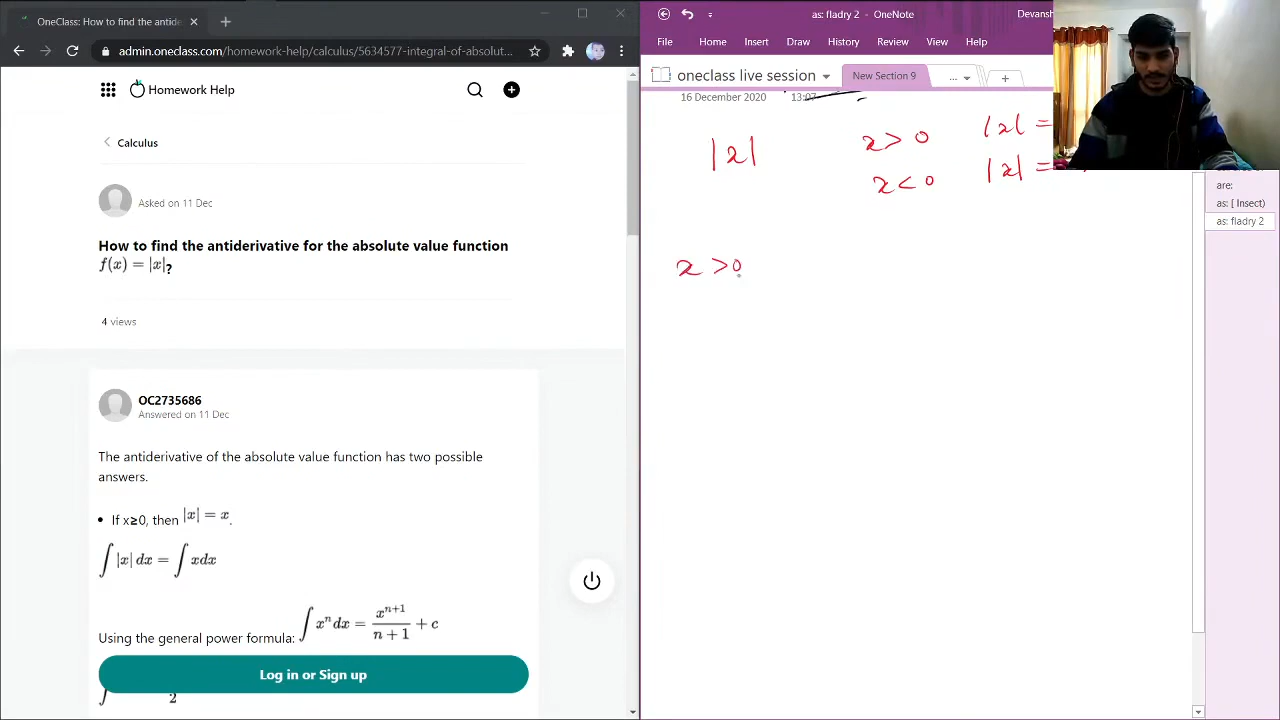 OneClass: How to find the antide
admin.oneclass.com/homework-help/calculus/5634577-integral-of-absolut...
Homework Help
Calculus
Asked on 11 Dec
How to find the antiderivative for the absolute value function
f(x) = |x|?
4 views
OC2735686
Answered on 11 Dec
The antiderivative of the absolute value function has two possible
answers.
• If x≥0, then |x| = x.
∫ |x| dx = ∫ xdx
Using the general power formula: ∫ xⁿ dx = xⁿ⁺¹/n + 1 + c
Log in or Sign up
∫ 2
as: fladry 2 - OneNote
Devansh
File Home Insert Draw History Review View Help
oneclass live session
New Section 9
...
16 December 2020 13:07
|x| x > 0 |x| =
x < 0 |x| =
x > 0
are:
as: [ Insect)
as: fladry 2